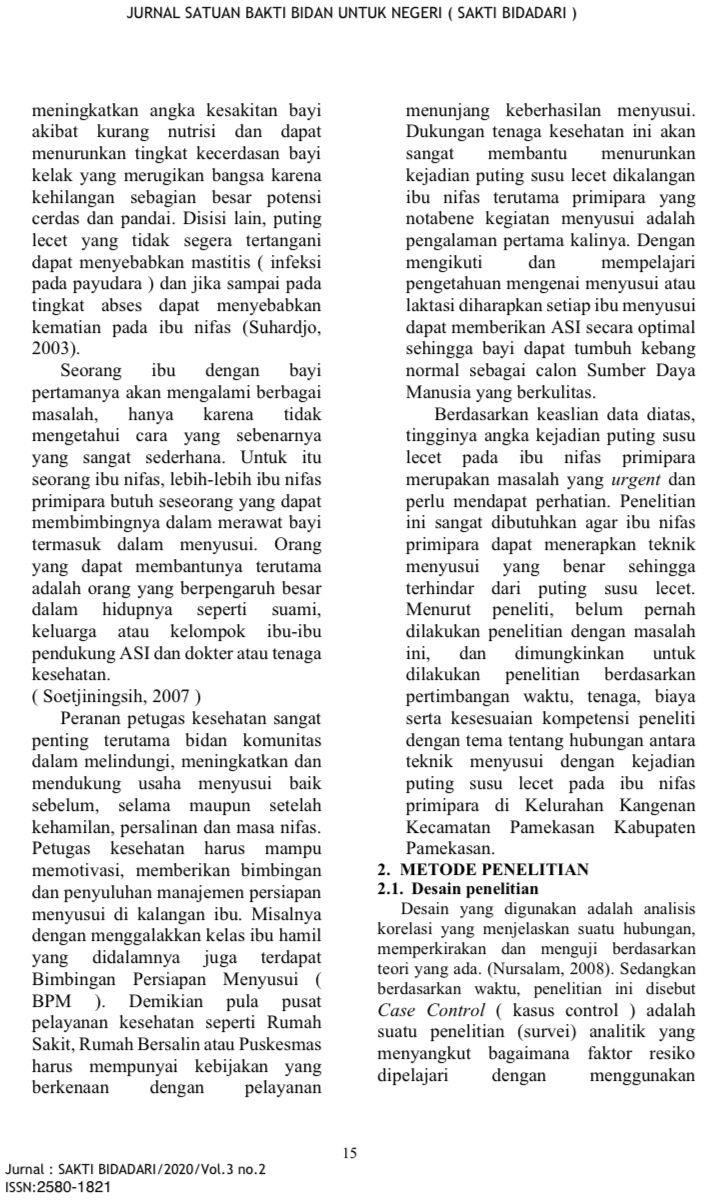 JURNAL SATUAN BAKTI BIDAN UNTUK NEGERI ( SAKTI BIDADARI )
meningkatkan angka kesakitan bayi
akibat kurang nutrisi dan dapat
menurunkan tingkat kecerdasan bayi
kelak yang merugikan bangsa karena
kehilangan sebagian besar potensi
cerdas dan pandai. Disisi lain, puting
lecet yang tidak segera tertangani
dapat menyebabkan mastitis ( infeksi
pada payudara ) dan jika sampai pada
tingkat abses dapat menyebabkan
kematian pada ibu nifas (Suhardjo,
2003).
Seorang ibu dengan bayi
pertamanya akan mengalami berbagai
masalah, hanya karena tidak
mengetahui cara yang sebenarnya
yang sangat sederhana. Untuk itu
seorang ibu nifas, lebih-lebih ibu nifas
primipara butuh seseorang yang dapat
membimbingnya dalam merawat bayi
termasuk dalam menyusui. Orang
yang dapat membantunya terutama
adalah orang yang berpengaruh besar
dalam hidupnya seperti suami,
keluarga atau kelompok ibu-ibu
pendukung ASI dan dokter atau tenaga
kesehatan.
( Soetjiningsih, 2007 )
Peranan petugas kesehatan sangat
penting terutama bidan komunitas
dalam melindungi, meningkatkan dan
mendukung usaha menyusui baik
sebelum, selama maupun setelah
kehamilan, persalinan dan masa nifas.
Petugas kesehatan harus mampu
memotivasi, memberikan bimbingan
dan penyuluhan manajemen persiapan
menyusui di kalangan ibu. Misalnya
dengan menggalakkan kelas ibu hamil
yang didalamnya juga terdapat
Bimbingan Persiapan Menyusui (
BPM ). Demikian pula pusat
pelayanan kesehatan seperti Rumah
Sakit, Rumah Bersalin atau Puskesmas
harus mempunyai kebijakan yang
berkenaan dengan pelayanan
menunjang keberhasilan menyusui.
Dukungan tenaga kesehatan ini akan
sangat membantu menurunkan
kejadian puting susu lecet dikalangan
ibu nifas terutama primipara yang
notabene kegiatan menyusui adalah
pengalaman pertama kalinya. Dengan
mengikuti dan mempelajari
pengetahuan mengenai menyusui atau
laktasi diharapkan setiap ibu menyusui
dapat memberikan ASI secara optimal
sehingga bayi dapat tumbuh kebang
normal sebagai calon Sumber Daya
Manusia yang berkulitas.
Berdasarkan keaslian data diatas,
tingginya angka kejadian puting susu
lecet pada ibu nifas primipara
merupakan masalah yang urgent dan
perlu mendapat perhatian. Penelitian
ini sangat dibutuhkan agar ibu nifas
primipara dapat menerapkan teknik
menyusui yang benar sehingga
terhindar dari puting susu lecet.
Menurut peneliti, belum pernah
dilakukan penelitian dengan masalah
ini, dan dimungkinkan untuk
dilakukan penelitian berdasarkan
pertimbangan waktu, tenaga, biaya
serta kesesuaian kompetensi peneliti
dengan tema tentang hubungan antara
teknik menyusui dengan kejadian
puting susu lecet pada ibu nifas
primipara di Kelurahan Kangenan
Kecamatan Pamekasan Kabupaten
Pamekasan.
2. METODE PENELITIAN
2.1. Desain penelitian
Desain yang digunakan adalah analisis
korelasi yang menjelaskan suatu hubungan,
memperkirakan dan menguji berdasarkan
teori yang ada. (Nursalam, 2008). Sedangkan
berdasarkan waktu, penelitian ini disebut
Case Control ( kasus control ) adalah
suatu penelitian (survei) analitik yang
menyangkut bagaimana faktor resiko
dipelajari dengan menggunakan
15
Jurnal : SAKTI BIDADARI/2020/Vol.3 no.2
ISSN:2580-1821